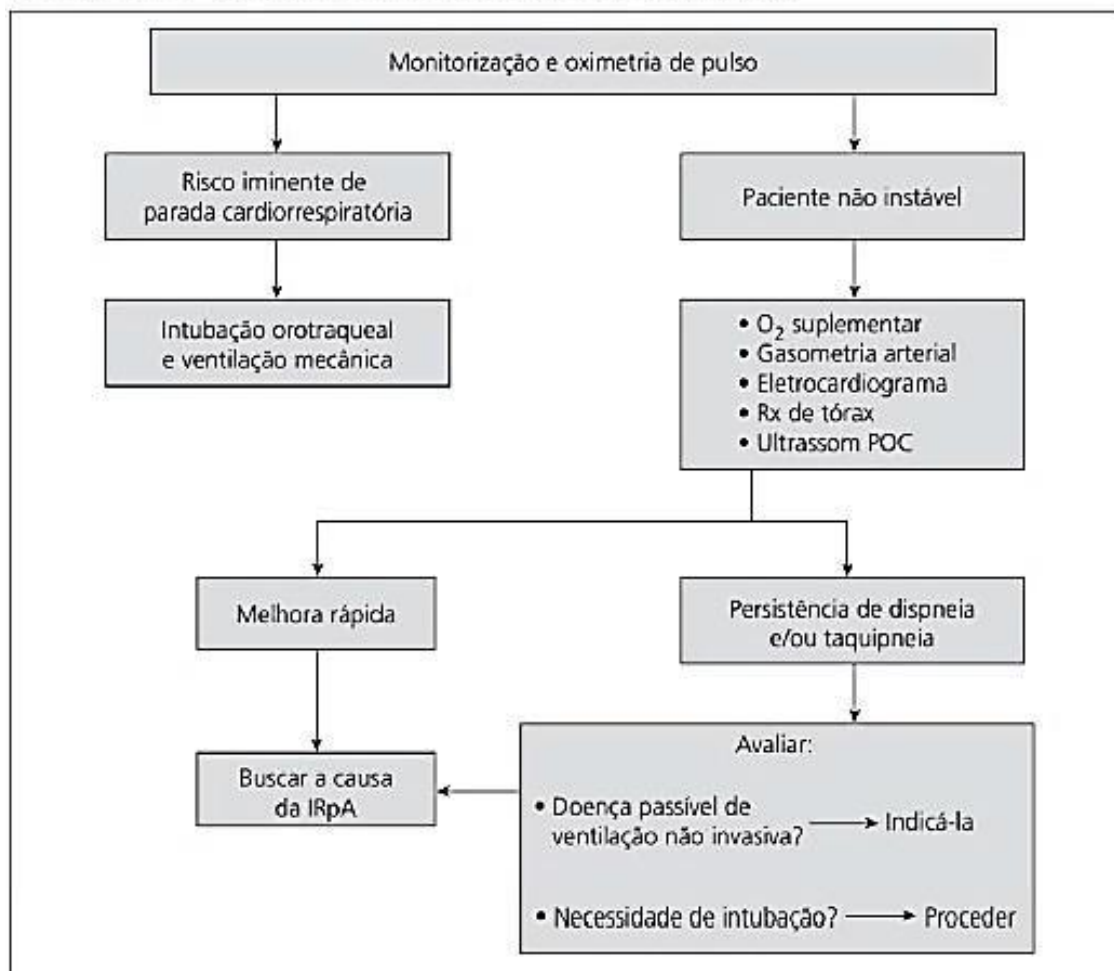 Monitorização e oximetria de pulso
Risco iminente de
parada cardiorrespiratória
Paciente não instável
Intubação orotraqueal
e ventilação mecânica
• O₂ suplementar
• Gasometria arterial
• Eletrocardiograma
• Rx de tórax
• Ultrassom POC
Melhora rápida
Persistência de dispneia
e/ou taquipneia
Buscar a causa
da IRpA
Avaliar:
• Doença passível de
ventilação não invasiva? → Indicá-la
• Necessidade de intubação? → Proceder